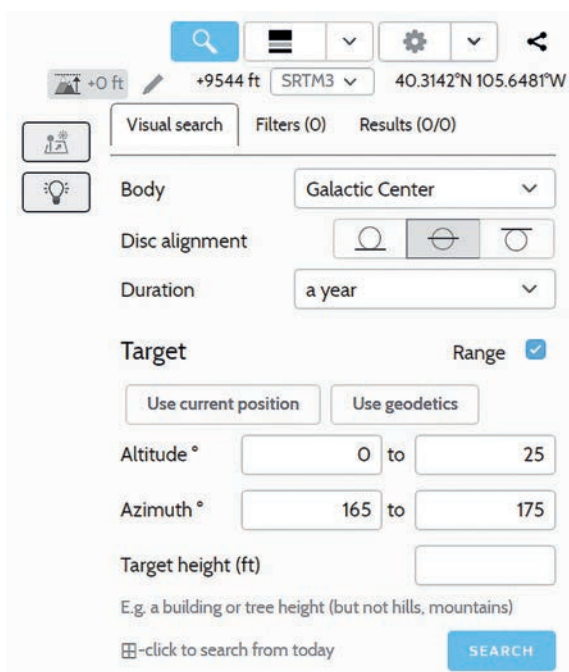 +0 ft +9544 ft SRTM3 40.3142°N 105.6481°W
Visual search Filters (0) Results (0/0)
Body Galactic Center
Disc alignment
Duration a year
Target Range
Use current position Use geodetics
Altitude ° 0 to 25
Azimuth ° 165 to 175
Target height (ft)
E.g. a building or tree height (but not hills, mountains)
⊞-click to search from today SEARCH